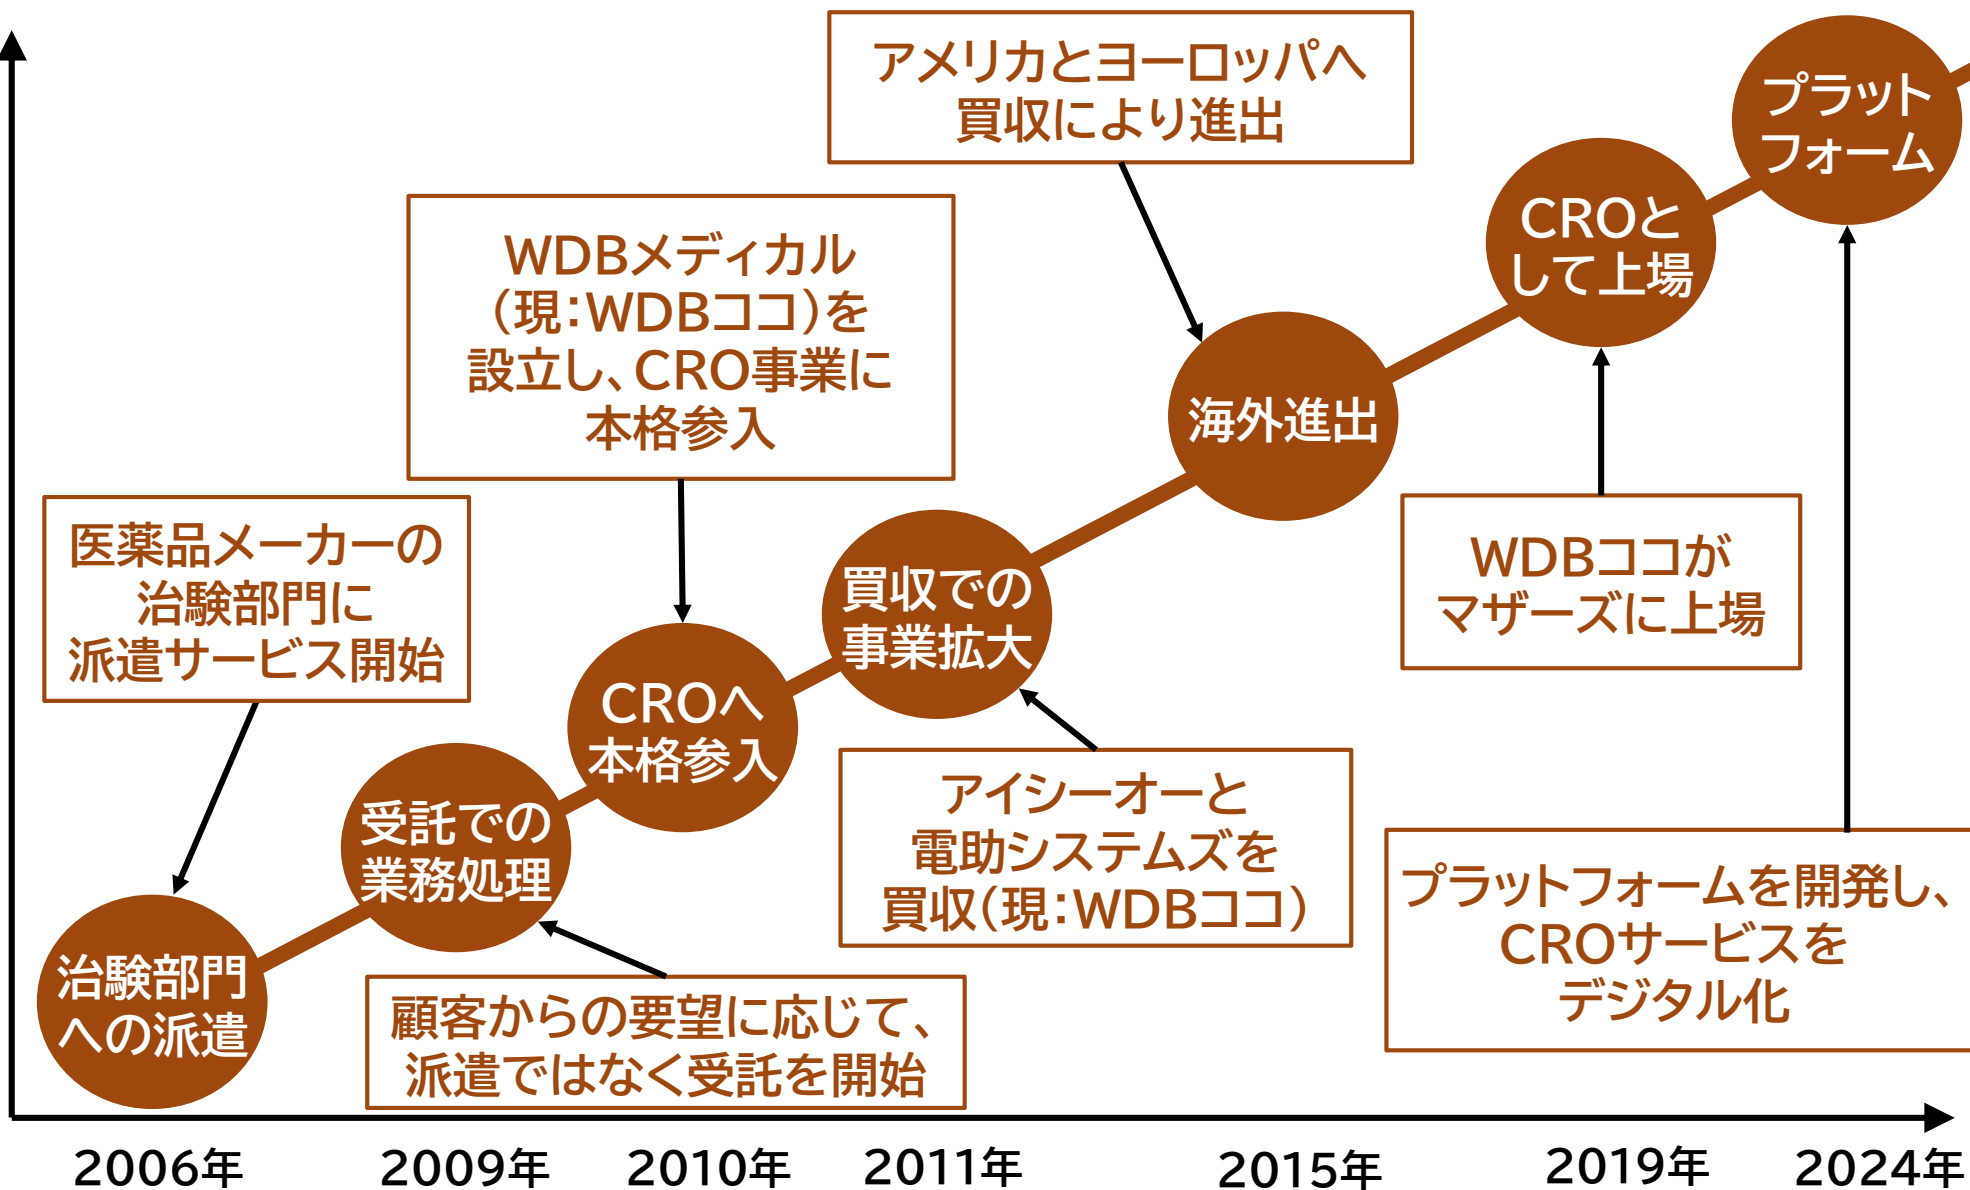 アメリカとヨーロッパへ
買収により進出
プラット
フォーム
CROと
して上場
WDBメディカル
(現:WDBココ)を
設立し、CRO事業に
本格参入
海外進出
医薬品メーカーの
治験部門に
派遣サービス開始
買収での
事業拡大
WDBココが
マザーズに上場
CROへ
本格参入
受託での
業務処理
アイシーオーと
電助システムズを
買収(現:WDBココ)
プラットフォームを開発し、
CROサービスを
デジタル化
治験部門
への派遣
顧客からの要望に応じて、
派遣ではなく受託を開始
2006年
2009年
2010年
2011年
2015年
2019年
2024年